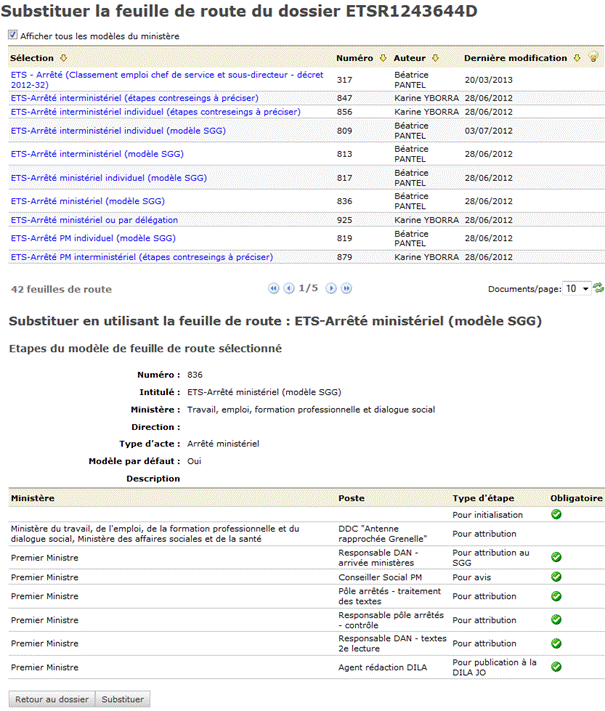 Substituer la feuille de route du dossier ETSR1243644D
Afficher tous les modèles du ministère
Sélection Numéro Auteur Dernière modification
ETS - Arrêté (Classement emploi chef de service et sous-directeur - décret 2012-32) 317 Béatrice PANTEL 20/03/2013
ETS-Arrêté interministériel (étapes contreseings à préciser) 847 Karine YBORRA 28/06/2012
ETS-Arrêté interministériel individuel (étapes contreseings à préciser) 856 Karine YBORRA 28/06/2012
ETS-Arrêté interministériel individuel (modèle SGG) 809 Béatrice PANTEL 03/07/2012
ETS-Arrêté interministériel (modèle SGG) 813 Béatrice PANTEL 28/06/2012
ETS-Arrêté ministériel individuel (modèle SGG) 817 Béatrice PANTEL 28/06/2012
ETS-Arrêté ministériel (modèle SGG) 836 Béatrice PANTEL 28/06/2012
ETS-Arrêté ministériel ou par délégation 925 Karine YBORRA 28/06/2012
ETS-Arrêté PM individuel (modèle SGG) 819 Béatrice PANTEL 28/06/2012
ETS-Arrêté PM interministériel (étapes contreseings à préciser) 879 Karine YBORRA 28/06/2012
42 feuilles de route 1/5 Documents/page: 10
Substituer en utilisant la feuille de route : ETS-Arrêté ministériel (modèle SGG)
Etapes du modèle de feuille de route sélectionné
Numéro : 836
Intitulé : ETS-Arrêté ministériel (modèle SGG)
Ministère : Travail, emploi, formation professionnelle et dialogue social
Direction :
Type d'acte : Arrêté ministériel
Modèle par défaut : Oui
Description
Ministère Poste Type d'étape Obligatoire
Pour initialisation
Ministère du travail, de l'emploi, de la formation professionnelle et du dialogue social, Ministère des affaires sociales et de la santé DDC "Antenne rapprochée Grenelle" Pour attribution
Premier Ministre Responsable DAN - arrivée ministères Pour attribution au SGG
Premier Ministre Conseiller Social PM Pour avis
Premier Ministre Pôle arrêtés - traitement des textes Pour attribution
Premier Ministre Responsable pôle arrêtés - contrôle Pour attribution
Premier Ministre Responsable DAN - textes 2e lecture Pour attribution
Premier Ministre Agent rédaction DILA Pour publication à la DILA JO
Retour au dossier Substituer